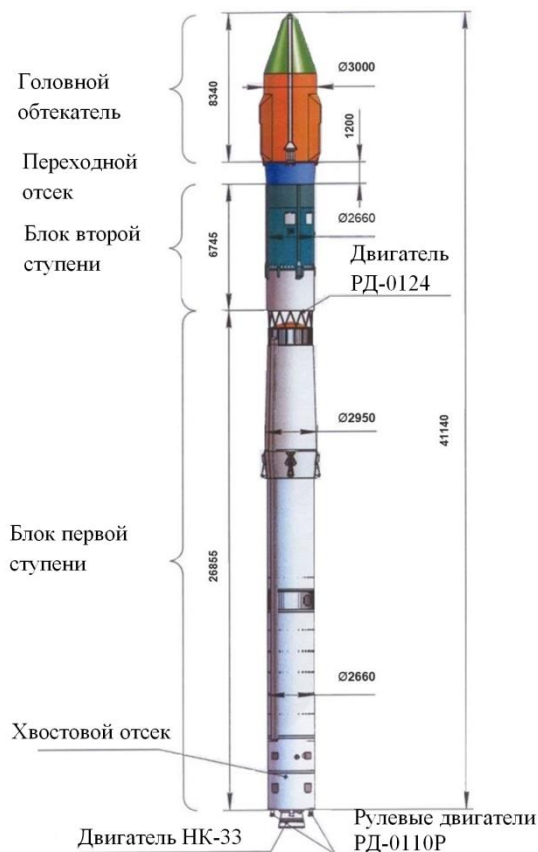 Головной
обтекатель
8340
Ø3000
1200
Переходной
отсек
Блок второй
ступени
6745
Ø2660
Двигатель
РД-0124
Ø2950
41140
Блок первой
ступени
26855
Ø2660
Хвостовой отсек
Двигатель НК-33
Рулевые двигатели
РД-0110Р